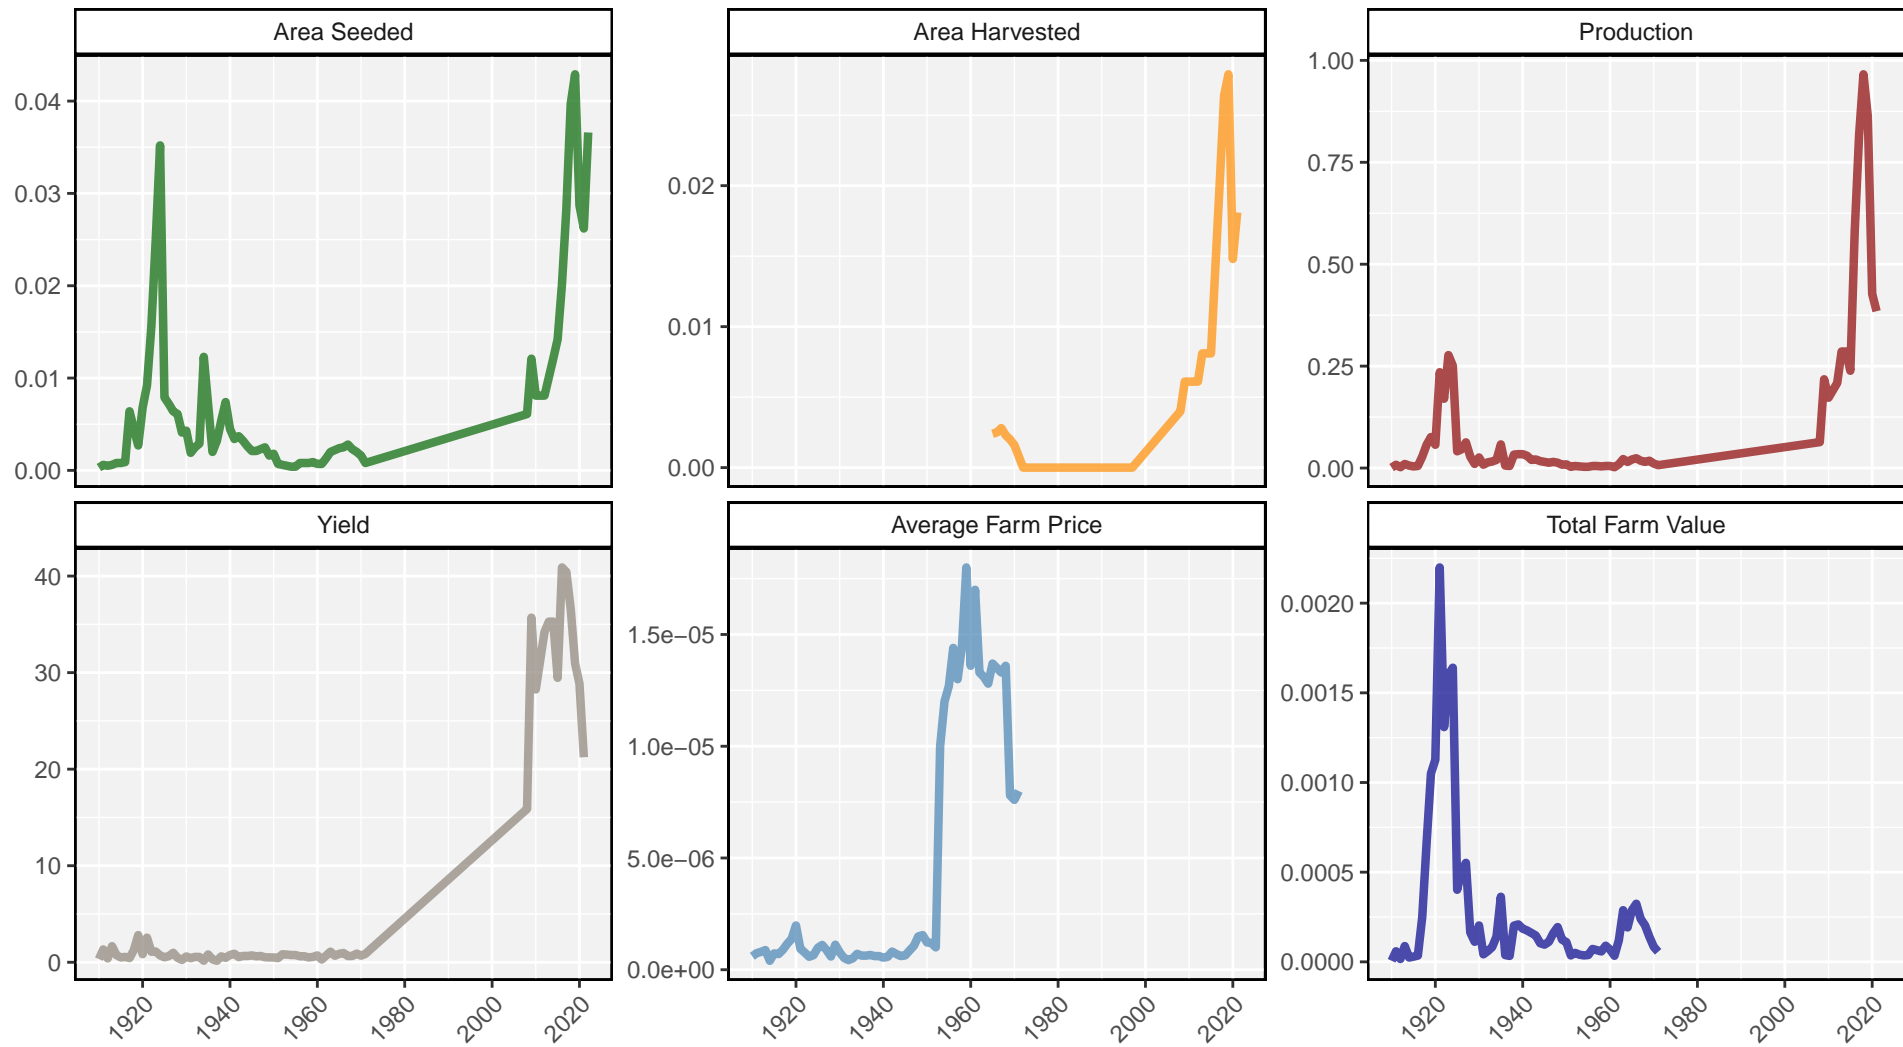 Area Seeded
Area Harvested
Production
0.04
0.03
0.02
0.01
0.00
0.02
0.01
0.00
1.00
0.75
0.50
0.25
0.00
Yield
Average Farm Price
Total Farm Value
40
30
20
10
0
1.5e−05
1.0e−05
5.0e−06
0.0e+00
0.0020
0.0015
0.0010
0.0005
0.0000
1920 1940 1960 1980 2000 2020
1920 1940 1960 1980 2000 2020
1920 1940 1960 1980 2000 2020